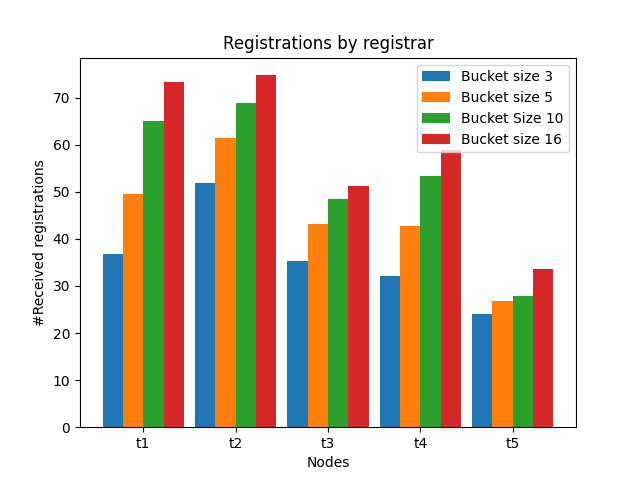 Registrations by registrar
#Received registrations
70
60
50
40
30
20
10
0
Bucket size 3
Bucket size 5
Bucket Size 10
Bucket size 16
t1
t2
t3
t4
t5
Nodes